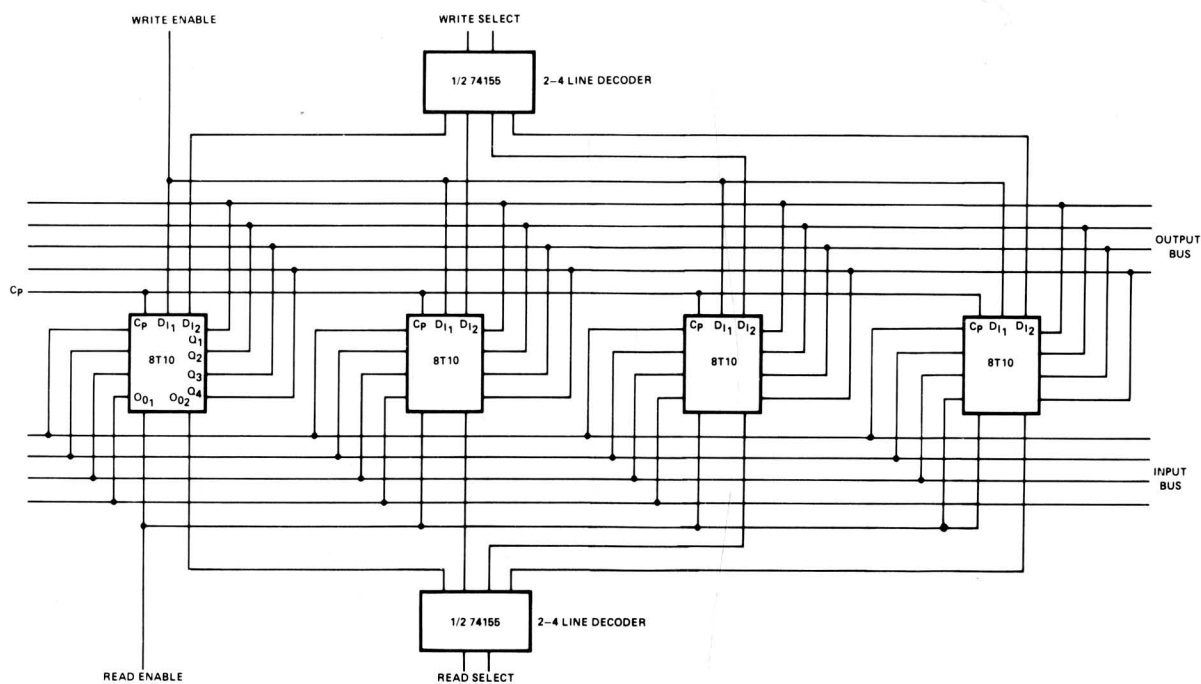 WRITE ENABLE
WRITE SELECT
1/2 74155
2-4 LINE DECODER
OUTPUT
BUS
CP
CP DI1 DI2
Q1
8T10
Q2
Q3
OO1 OO2 Q4
CP DI1 DI2
8T10
CP DI1 DI2
8T10
CP DI1 DI2
8T10
INPUT
BUS
1/2 74155
2-4 LINE DECODER
READ ENABLE
READ SELECT